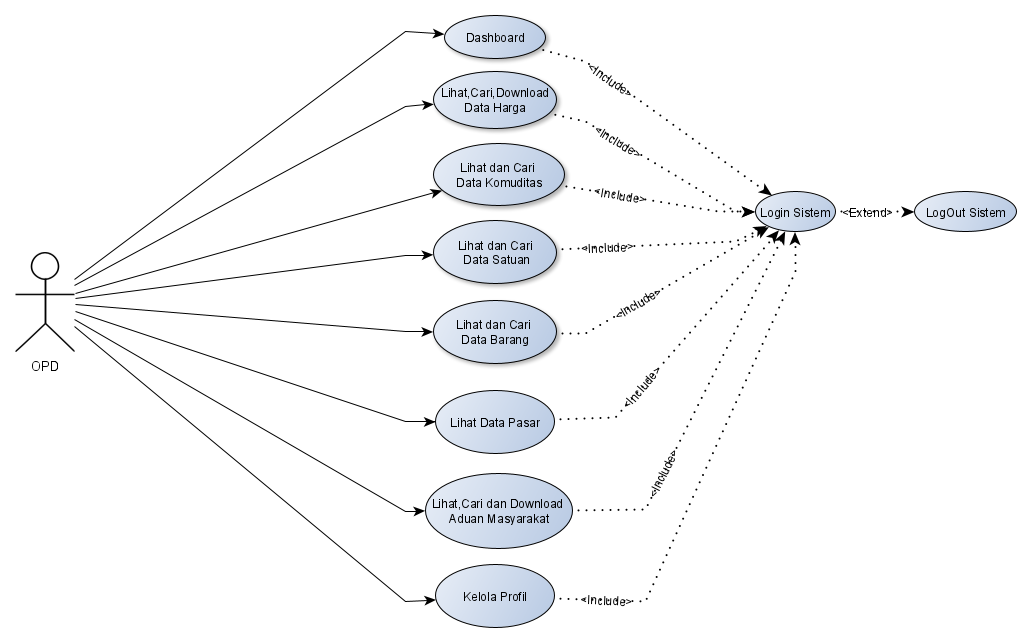 Dashboard
<Include>
Lihat,Cari,Download
Data Harga
<Include>
Lihat dan Cari
Data Komuditas
<Include>
Login Sistem
<Extend>
LogOut Sistem
Lihat dan Cari
Data Satuan
<Include>
OPD
Lihat dan Cari
Data Barang
<Include>
Lihat Data Pasar
<Include>
Lihat,Cari dan Download
Aduan Masyarakat
<Include>
Kelola Profil
<Include>